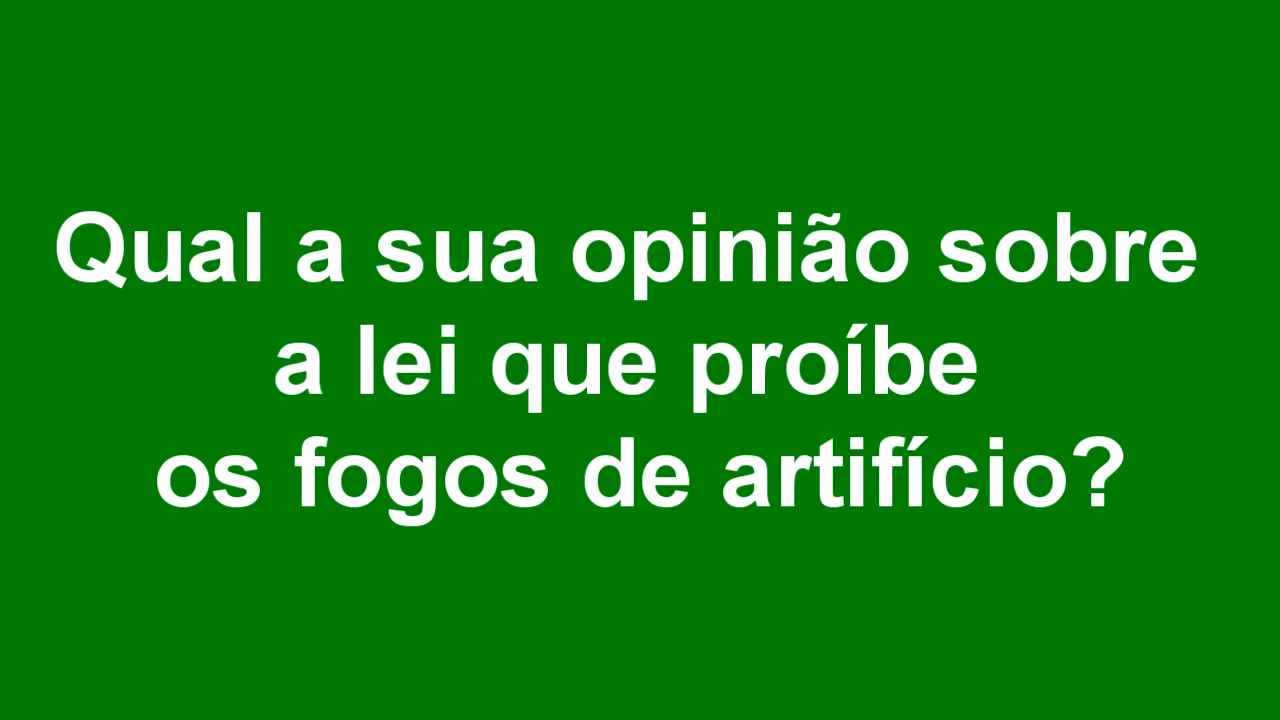 Qual a sua opinião sobre
a lei que proíbe
os fogos de artifício?